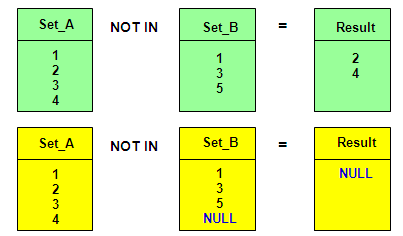 Set_A NOT IN Set_B = Result
1 1 2
2 3 4
3 5
4
Set_A NOT IN Set_B = Result
1 1 NULL
2 3
3 5
4 NULL